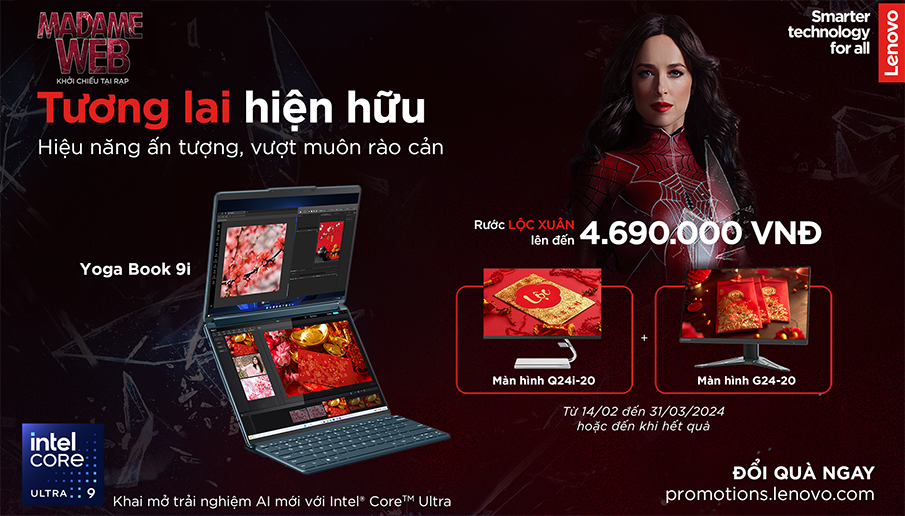 MADAME
WEB
KHỞI CHIẾU TẠI RẠP
Smarter
technology
for all
Lenovo
Tương lai hiện hữu
Hiệu năng ấn tượng, vượt muôn rào cản
Yoga Book 9i
Rước LỘC XUÂN
lên đến
4.690.000 VNĐ
Lộc
Màn hình Q24i-20
+
Màn hình G24-20
Từ 14/02 đến 31/03/2024
hoặc đến khi hết quà
intel
CORE
ULTRA 9
Khai mở trải nghiệm AI mới với Intel® Core™ Ultra
ĐỔI QUÀ NGAY
promotions.lenovo.com